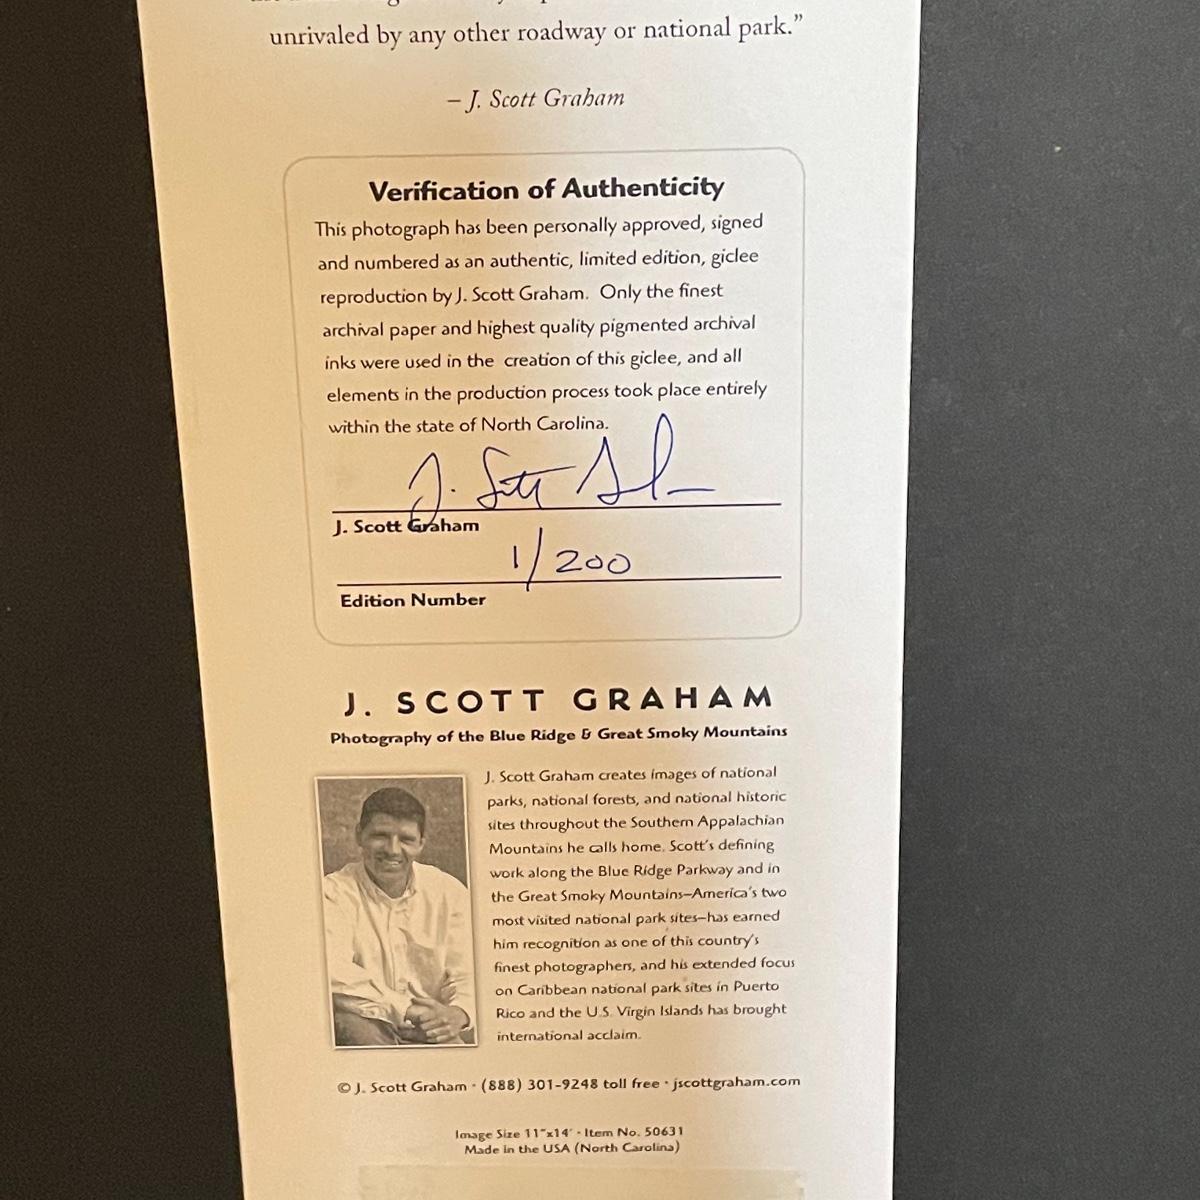 unrivaled by any other roadway or national park.”
– J. Scott Graham
Verification of Authenticity
This photograph has been personally approved, signed
and numbered as an authentic, limited edition, giclee
reproduction by J. Scott Graham. Only the finest
archival paper and highest quality pigmented archival
inks were used in the creation of this giclee, and all
elements in the production process took place entirely
within the state of North Carolina.
J. Scott Graham
J. Scott Graham
1/200
Edition Number
J. SCOTT GRAHAM
Photography of the Blue Ridge & Great Smoky Mountains
J. Scott Graham creates images of national
parks, national forests, and national historic
sites throughout the Southern Appalachian
Mountains he calls home. Scott's defining
work along the Blue Ridge Parkway and in
the Great Smoky Mountains–America's two
most visited national park sites–has earned
him recognition as one of this country's
finest photographers, and his extended focus
on Caribbean national park sites in Puerto
Rico and the U.S. Virgin Islands has brought
international acclaim.
© J. Scott Graham · (888) 301-9248 toll free · jscottgraham.com
Image Size 11"x14' · Item No. 50631
Made in the USA (North Carolina)